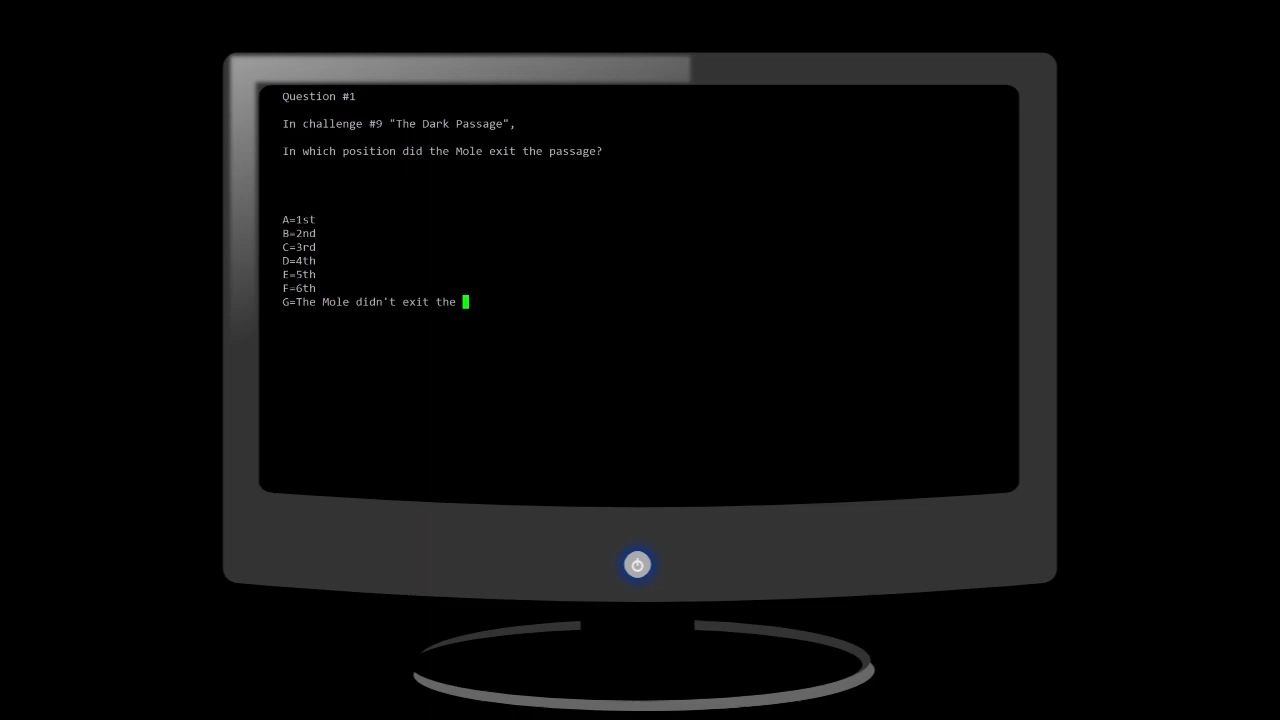 Question #1
In challenge #9 "The Dark Passage",
In which position did the Mole exit the passage?
A=1st
B=2nd
C=3rd
D=4th
E=5th
F=6th
G=The Mole didn't exit the